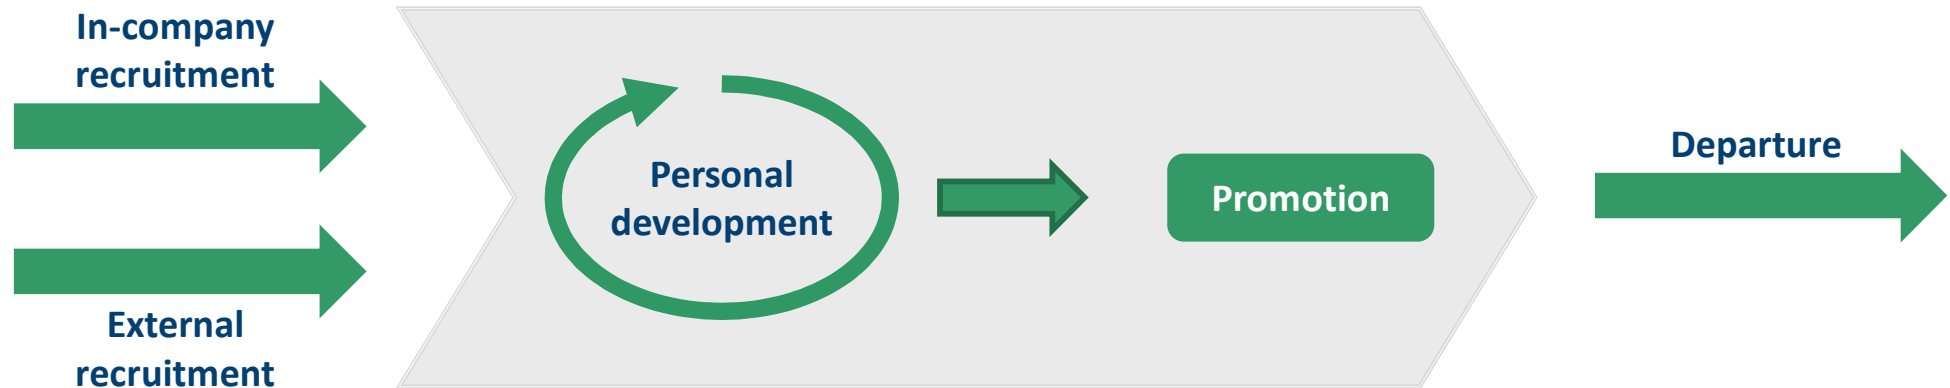 In-company
recruitment
External
recruitment
Personal
development
Promotion
Departure